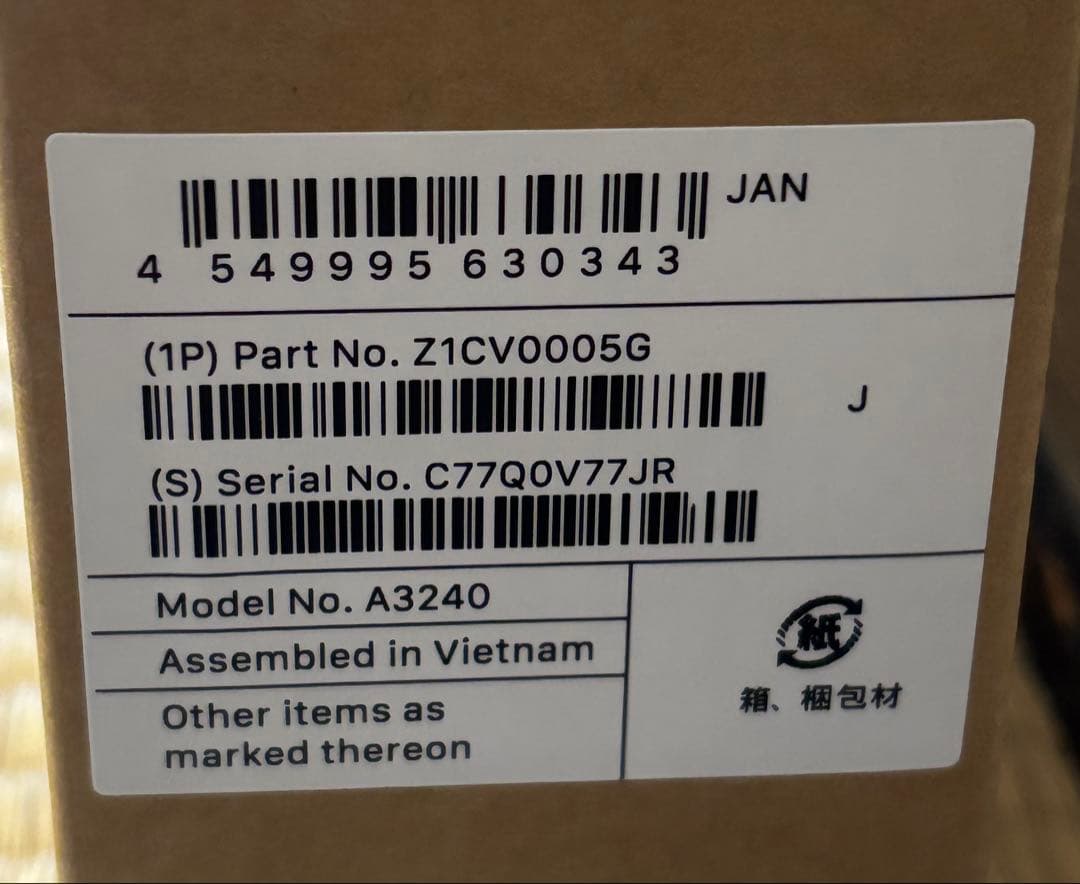 JAN
4 549995 630343
(1P) Part No. Z1CV0005G
J
(S) Serial No. C77Q0V77JR
Model No. A3240
Assembled in Vietnam
Other items as
marked thereon
紙
箱、梱包材